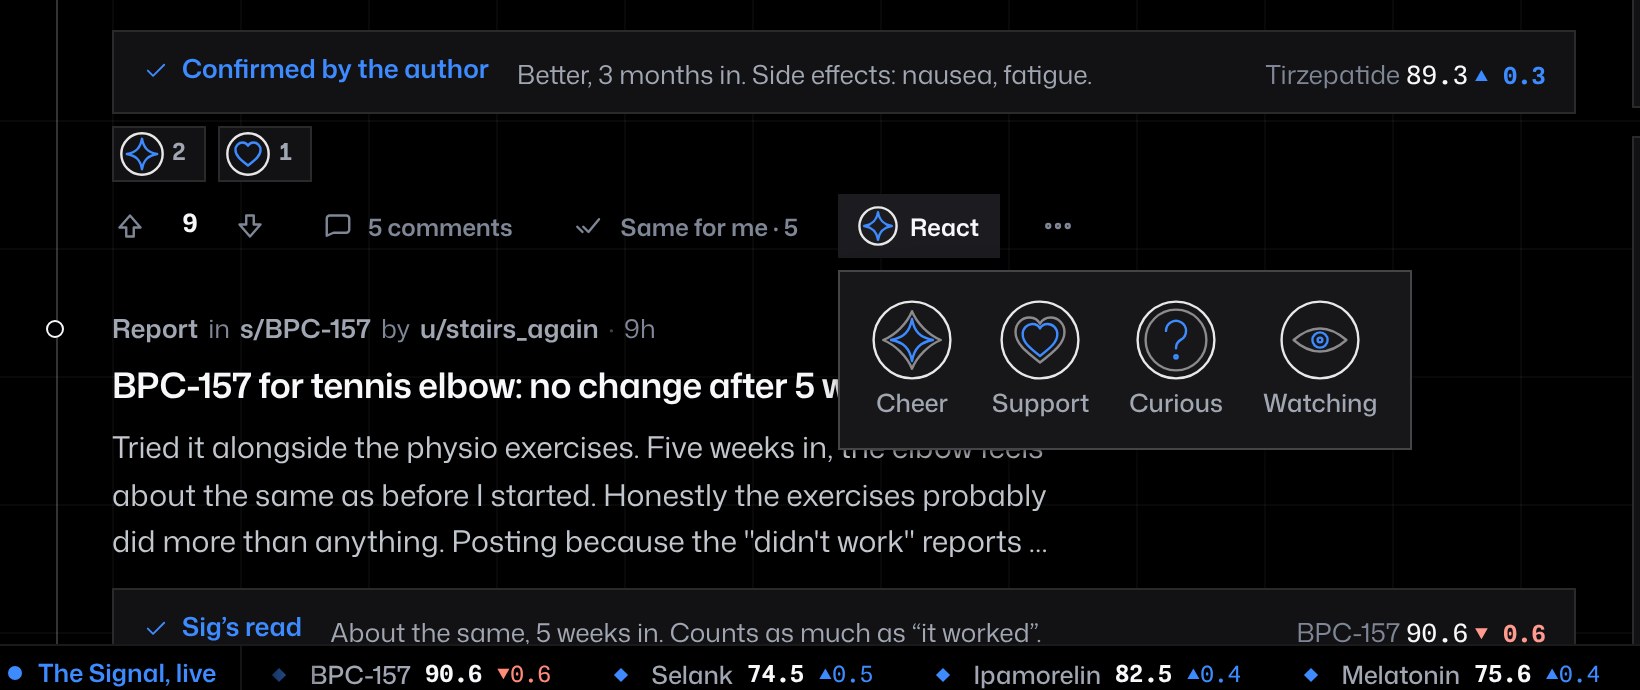 Confirmed by the author Better, 3 months in. Side effects: nausea, fatigue. Tirzepatide 89.3 ▲ 0.3
2 1
9 5 comments Same for me · 5 React
Cheer Support Curious Watching
Report in s/BPC-157 by u/stairs_again · 9h
BPC-157 for tennis elbow: no change after 5
Tried it alongside the physio exercises. Five weeks in, the elbow feels
about the same as before I started. Honestly the exercises probably
did more than anything. Posting because the "didn't work" reports ...
Sig’s read About the same, 5 weeks in. Counts as much as “it worked”. BPC-157 90.6 ▼ 0.6
The Signal, live BPC-157 90.6 ▼0.6 Selank 74.5 ▲0.5 Ipamorelin 82.5 ▲0.4 Melatonin 75.6 ▲0.4